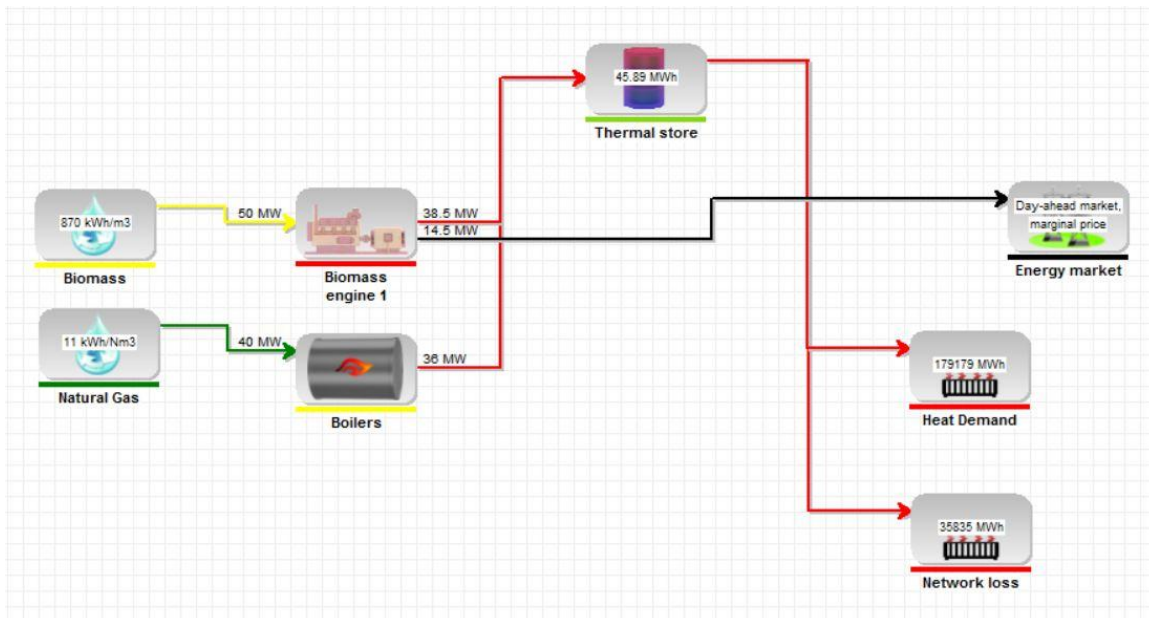 45.89 MWh
Thermal store
870 kWh/m3
Biomass
50 MW
38.5 MW
14.5 MW
Biomass
engine 1
Day-ahead market,
marginal price
Energy market
11 kWh/Nm3
Natural Gas
40 MW
36 MW
Boilers
179179 MWh
Heat Demand
35835 MWh
Network loss